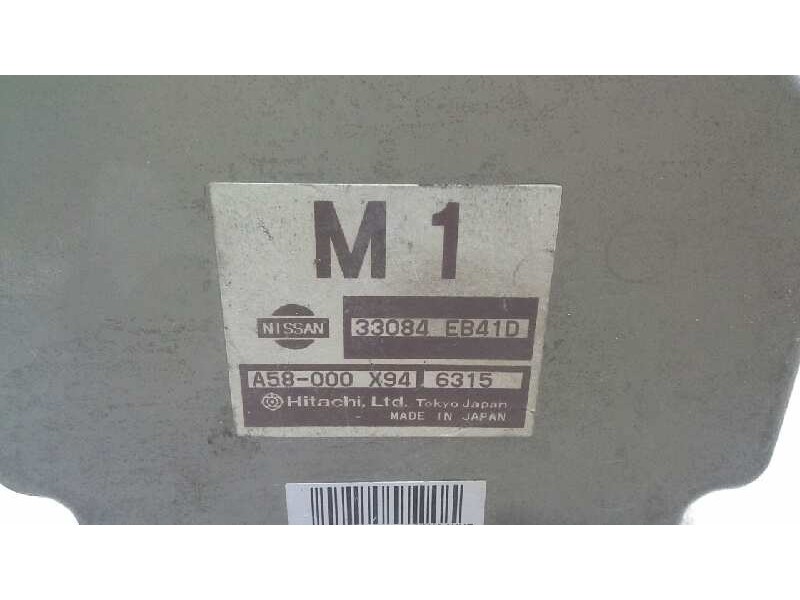 M 1
NISSAN 33084 EB41D
A58-000 X94 6315
Hitachi, Ltd. Tokyo Japan
MADE IN JAPAN